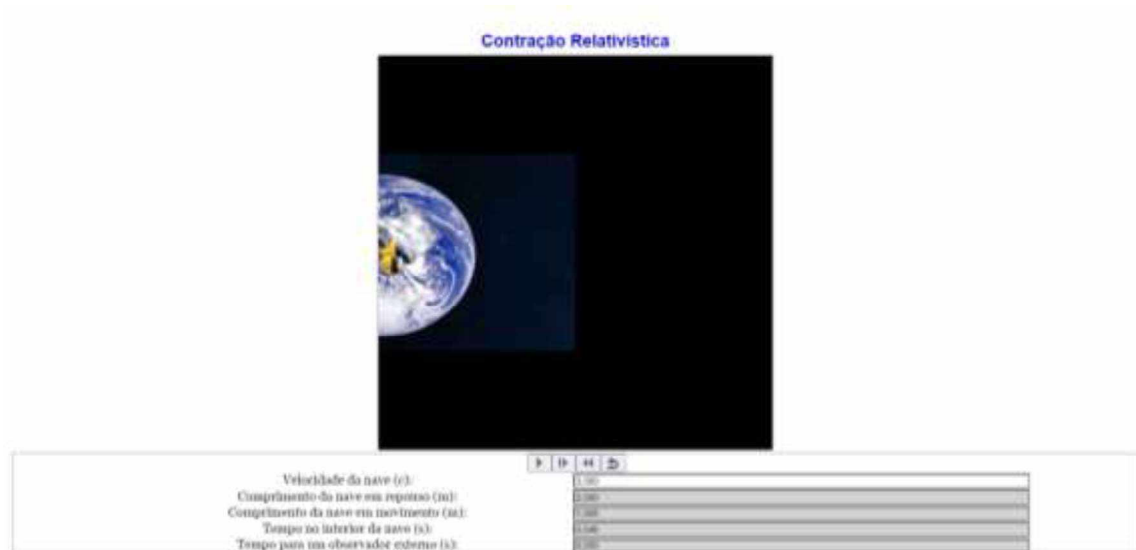 Contração Relativística
Velocidade da nave (c):
Comprimento da nave em repouso (m):
Comprimento da nave em movimento (m):
Tempo no interior da nave (s):
Tempo para um observador externo (s):